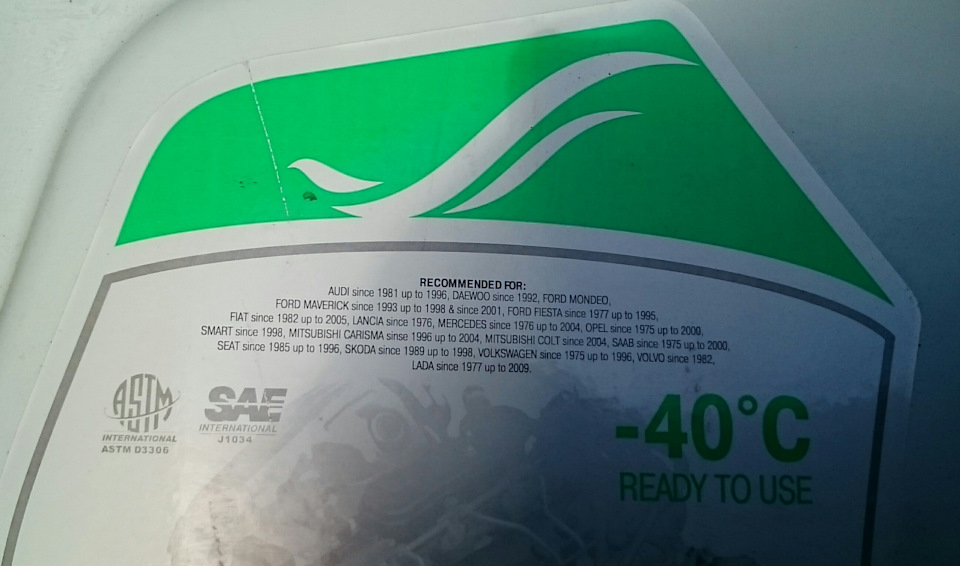 RECOMMENDED FOR:
AUDI since 1981 up to 1996, DAEWOO since 1992, FORD MONDEO,
FORD MAVERICK since 1993 up to 1998 & since 2001, FORD FIESTA since 1977 up to 1995,
FIAT since 1982 up to 2005, LANCIA since 1976, MERCEDES since 1976 up to 2004, OPEL since 1975 up to 2000,
SMART since 1998, MITSUBISHI CARISMA sinse 1996 up to 2004, MITSUBISHI COLT since 2004, SAAB since 1975 up to 2000,
SEAT since 1985 up to 1996, SKODA since 1989 up to 1998, VOLKSWAGEN since 1975 up to 1996, VOLVO since 1982,
LADA since 1977 up to 2009.
ASTM
INTERNATIONAL
ASTM D3306
SAE
INTERNATIONAL
J1034
-40°C
READY TO USE